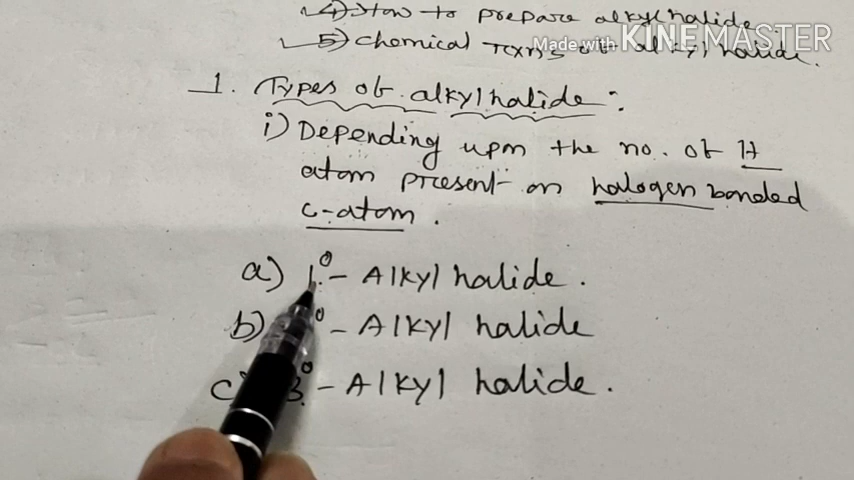 4) How to prepare alkyl halide.
5) Chemical rxns of alkyl halide.
Made with KINEMASTER
1. Types of alkyl halide:
i) Depending upon the no. of H
atom present on halogen bonded
C-atom.
a) 1° - Alkyl halide.
b) ° - Alkyl halide
c) 3° - Alkyl halide.